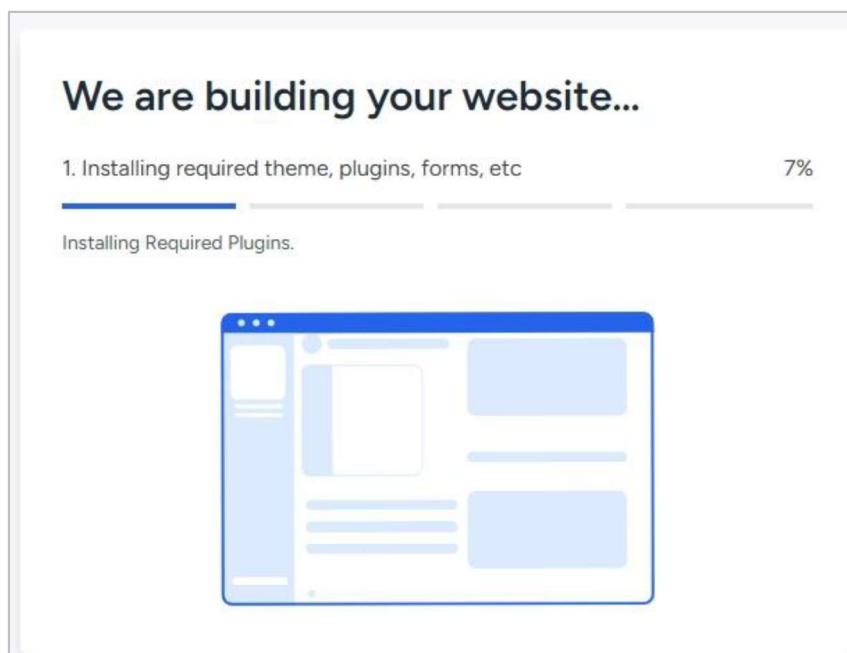 We are building your website...
1. Installing required theme, plugins, forms, etc 7%
Installing Required Plugins.